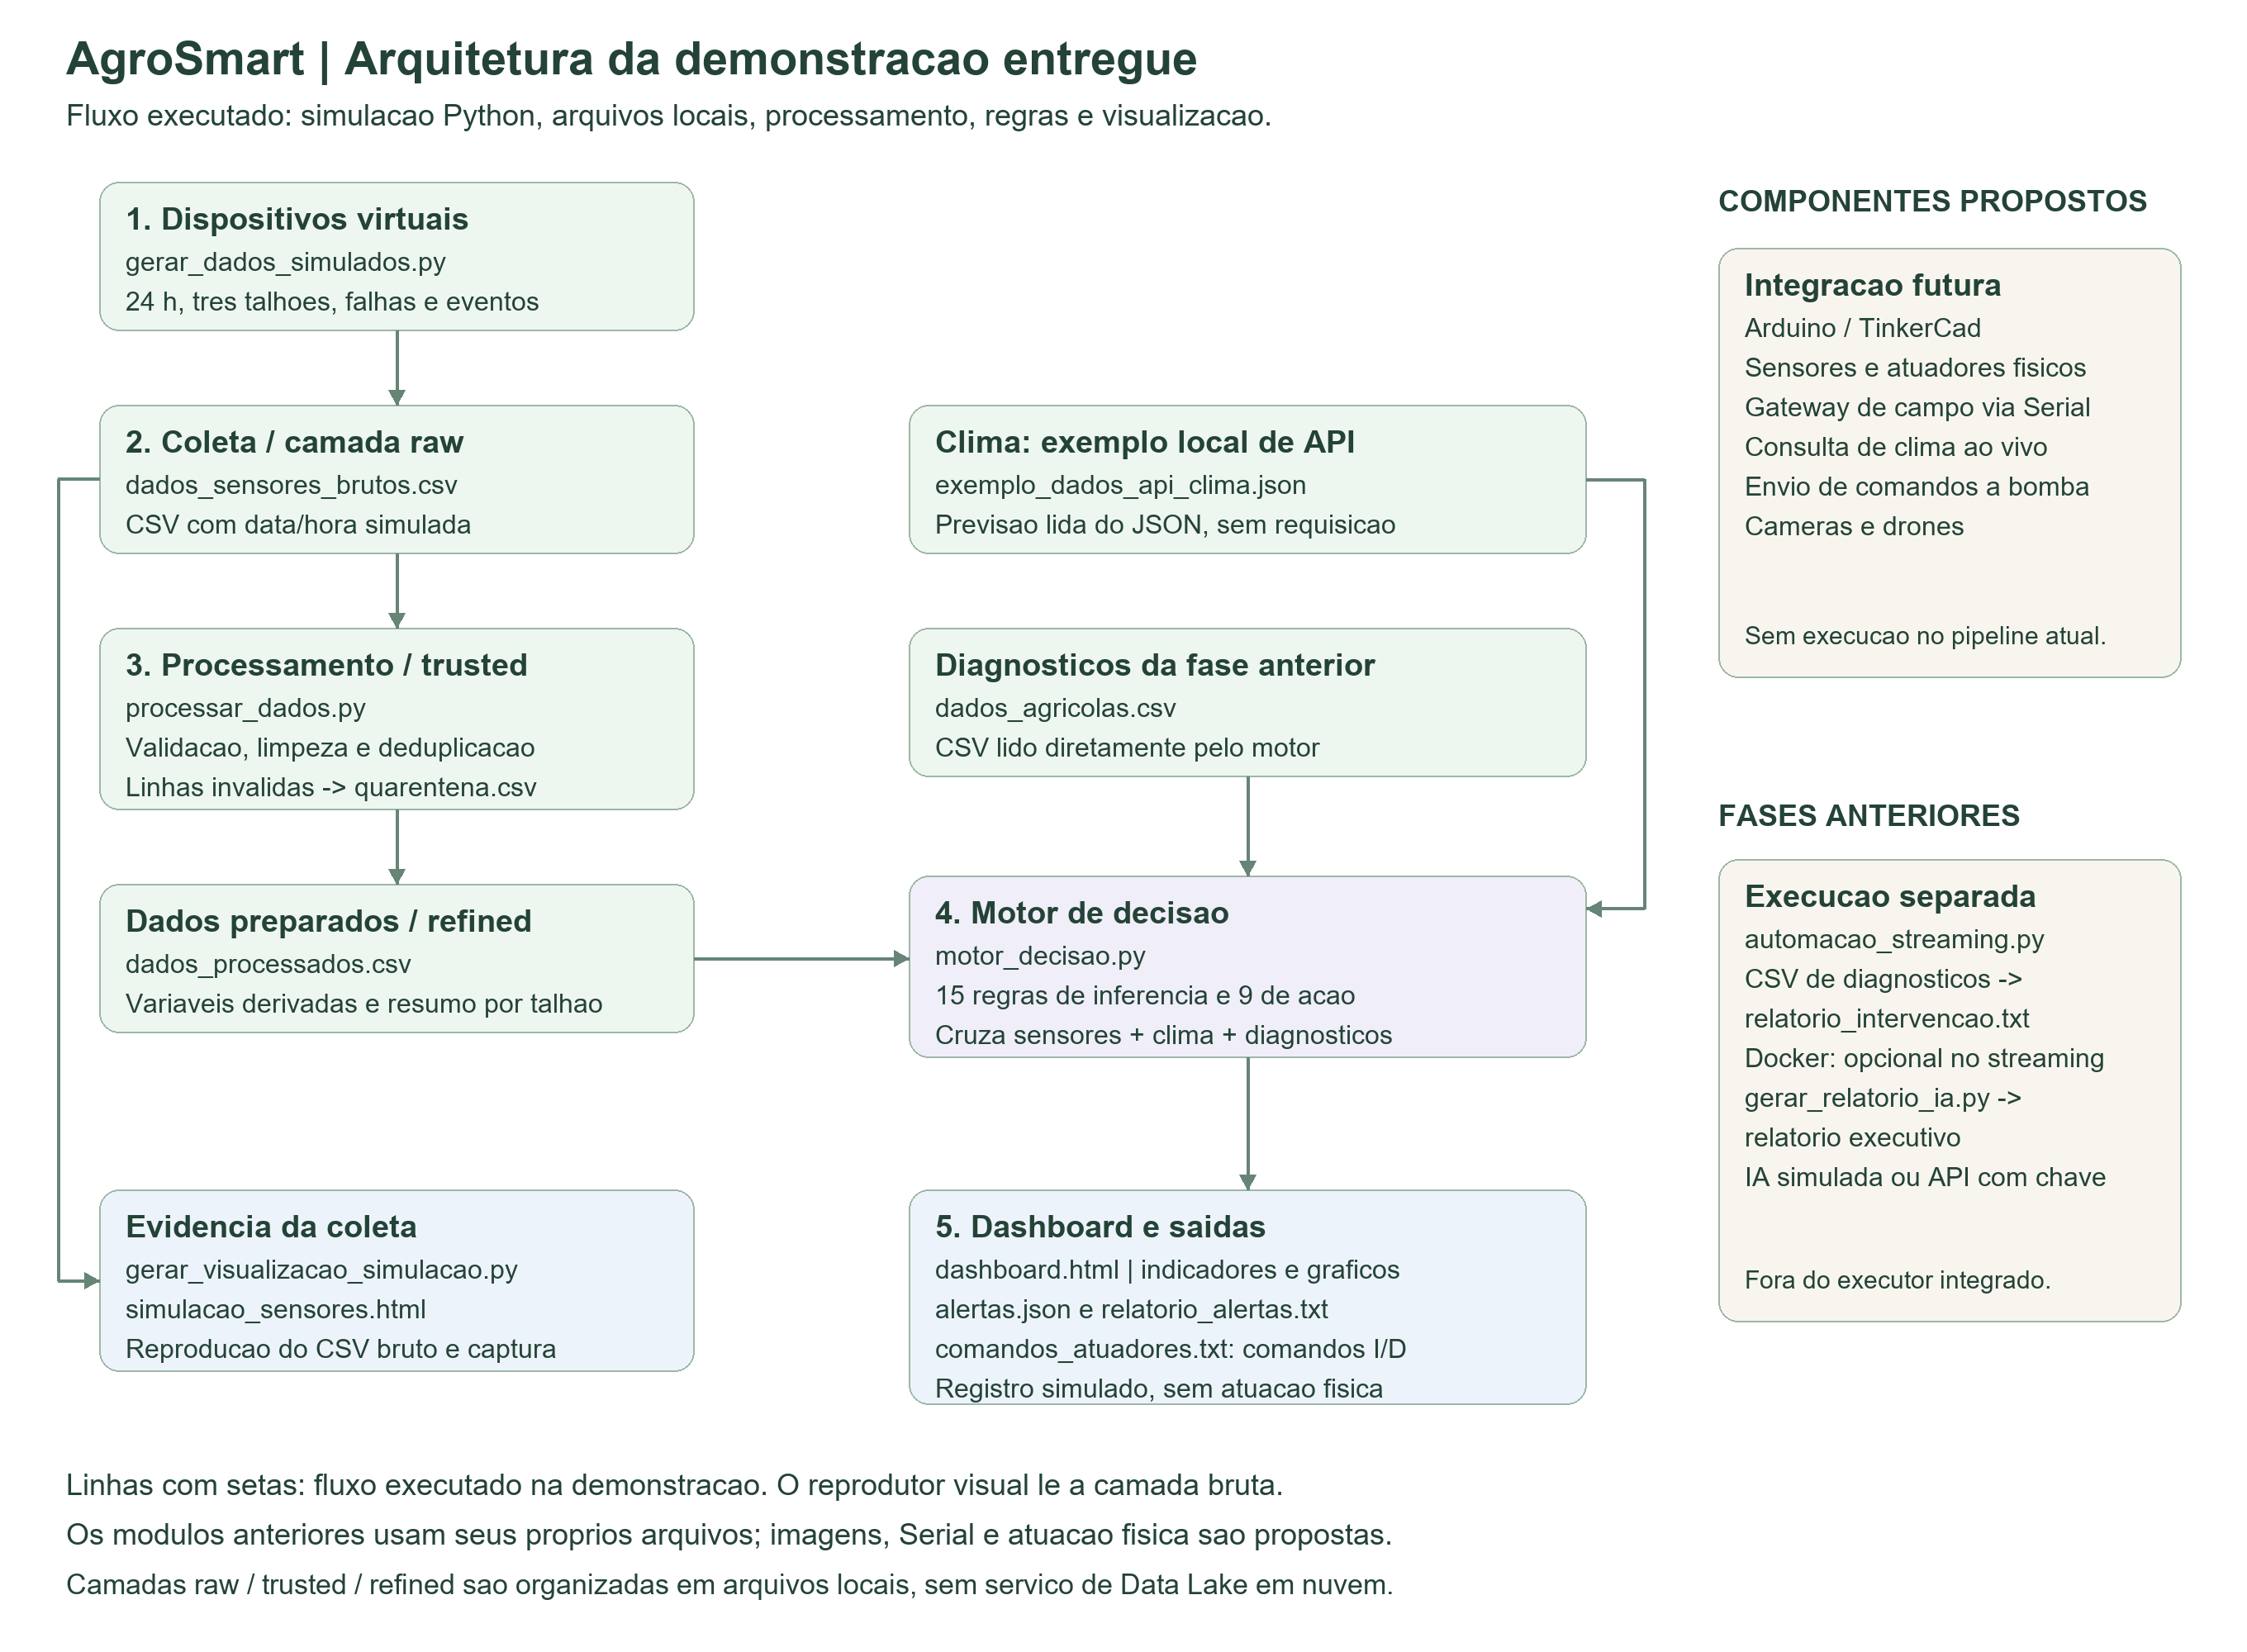 AgroSmart | Arquitetura da demonstracao entregue
Fluxo executado: simulacao Python, arquivos locais, processamento, regras e visualizacao.
1. Dispositivos virtuais
gerar_dados_simulados.py
24 h, tres talhoes, falhas e eventos
2. Coleta / camada raw
dados_sensores_brutos.csv
CSV com data/hora simulada
3. Processamento / trusted
processar_dados.py
Validacao, limpeza e deduplicacao
Linhas invalidas -> quarentena.csv
Dados preparados / refined
dados_processados.csv
Variaveis derivadas e resumo por talhao
Evidencia da coleta
gerar_visualizacao_simulacao.py
simulacao_sensores.html
Reproducao do CSV bruto e captura
Clima: exemplo local de API
exemplo_dados_api_clima.json
Previsao lida do JSON, sem requisicao
Diagnosticos da fase anterior
dados_agricolas.csv
CSV lido diretamente pelo motor
4. Motor de decisao
motor_decisao.py
15 regras de inferencia e 9 de acao
Cruza sensores + clima + diagnosticos
5. Dashboard e saidas
dashboard.html | indicadores e graficos
alertas.json e relatorio_alertas.txt
comandos_atuadores.txt: comandos I/D
Registro simulado, sem atuacao fisica
COMPONENTES PROPOSTOS
Integracao futura
Arduino / TinkerCad
Sensores e atuadores fisicos
Gateway de campo via Serial
Consulta de clima ao vivo
Envio de comandos a bomba
Cameras e drones
Sem execucao no pipeline atual.
FASES ANTERIORES
Execucao separada
automacao_streaming.py
CSV de diagnosticos ->
relatorio_intervencao.txt
Docker: opcional no streaming
gerar_relatorio_ia.py ->
relatorio executivo
IA simulada ou API com chave
Fora do executor integrado.
Linhas com setas: fluxo executado na demonstracao. O reprodutor visual le a camada bruta.
Os modulos anteriores usam seus proprios arquivos; imagens, Serial e atuacao fisica sao propostas.
Camadas raw / trusted / refined sao organizadas em arquivos locais, sem servico de Data Lake em nuvem.